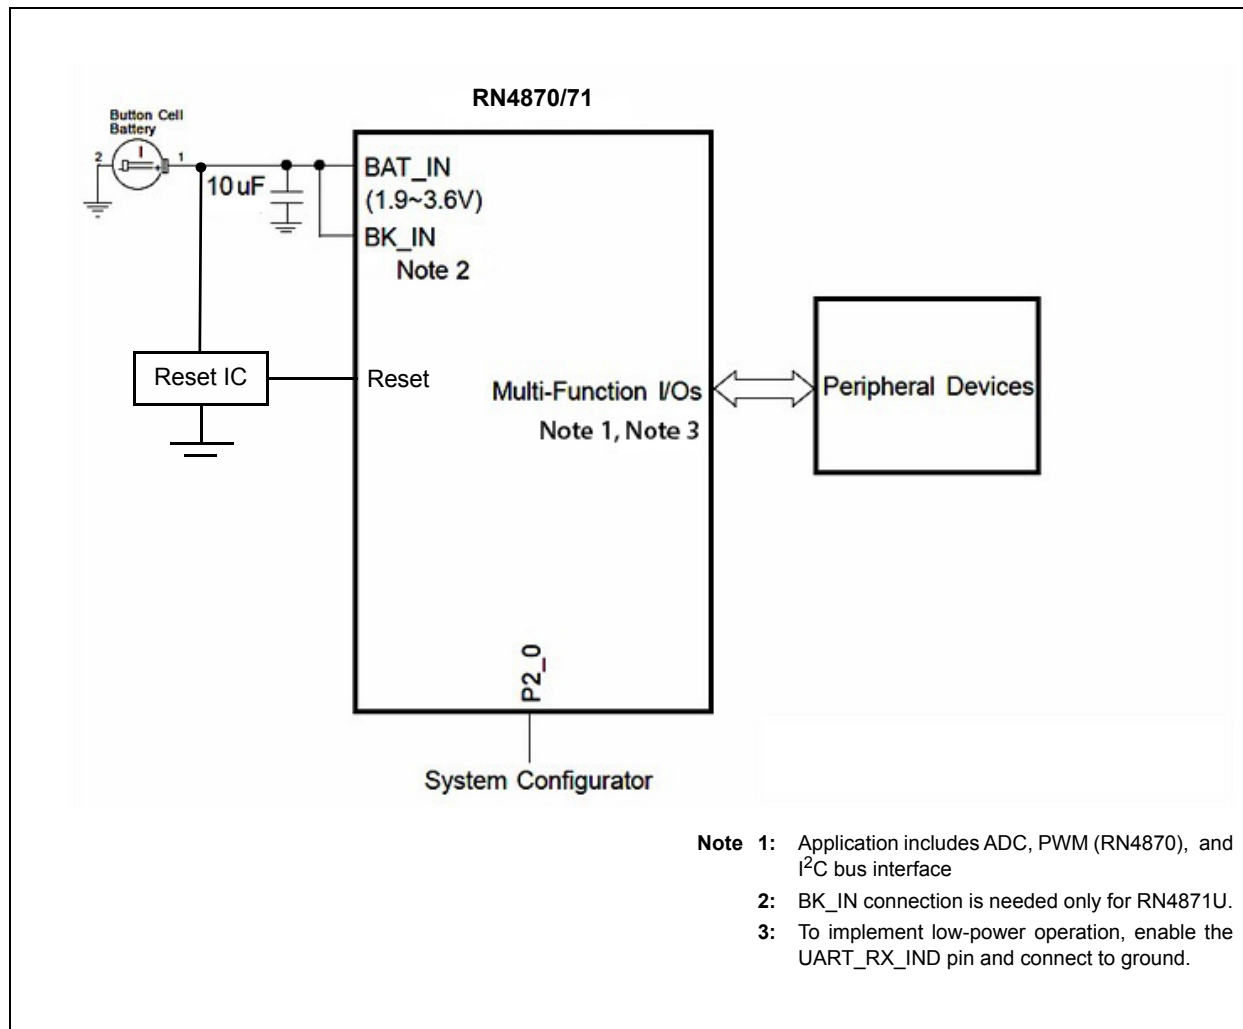 RN4870/71
Button Cell
Battery
2
1
- +
10 uF
BAT_IN
(1.9~3.6V)
BK_IN
Note 2
Reset IC
Reset
Multi-Function I/Os
Note 1, Note 3
Peripheral Devices
P2_0
System Configurator
Note 1: Application includes ADC, PWM (RN4870), and
I2C bus interface
2: BK_IN connection is needed only for RN4871U.
3: To implement low-power operation, enable the
UART_RX_IND pin and connect to ground.